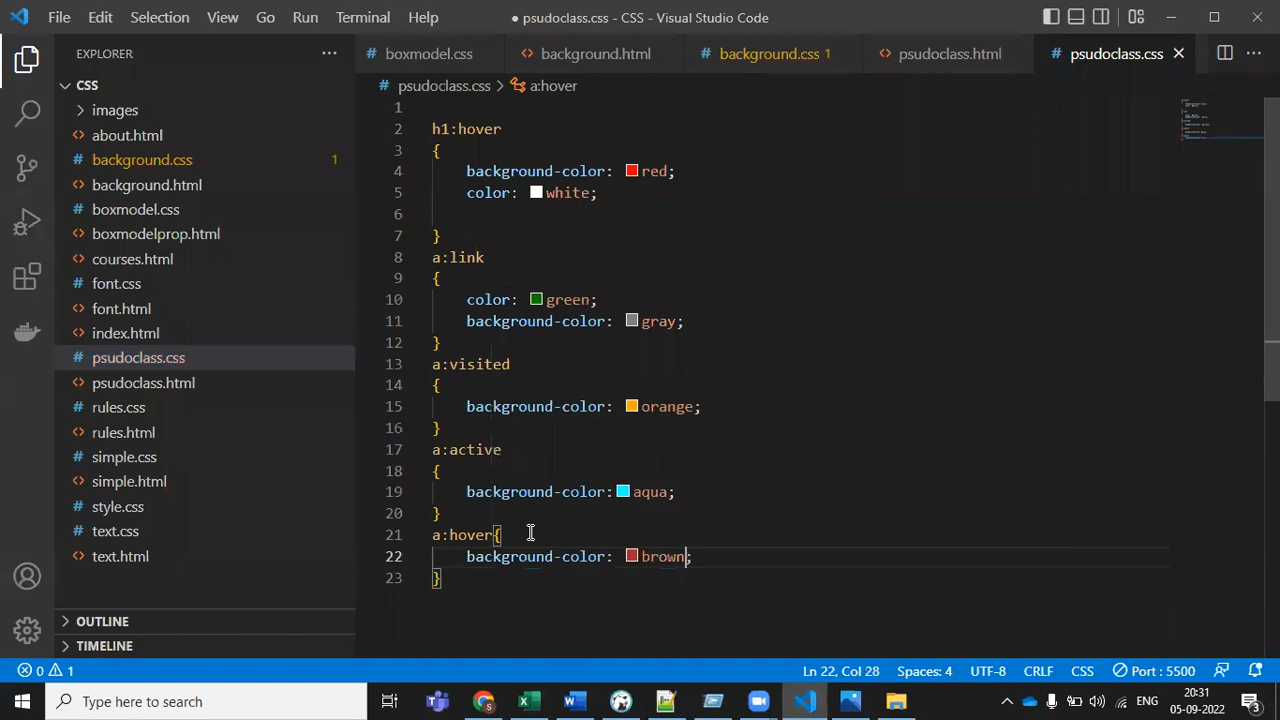 File Edit Selection View Go Run Terminal Help ● psudoclass.css - CSS - Visual Studio Code
EXPLORER
CSS
images
about.html
background.css 1
background.html
boxmodel.css
boxmodelprop.html
courses.html
font.css
font.html
index.html
psudoclass.css
psudoclass.html
rules.css
rules.html
simple.css
simple.html
style.css
text.css
text.html
OUTLINE
TIMELINE
boxmodel.css background.html background.css 1 psudoclass.html psudoclass.css
psudoclass.css > a:hover
1
2 h1:hover
3 {
4 background-color: red;
5 color: white;
6
7 }
8 a:link
9 {
10 color: green;
11 background-color: gray;
12 }
13 a:visited
14 {
15 background-color: orange;
16 }
17 a:active
18 {
19 background-color: aqua;
20 }
21 a:hover{
22 background-color: brown;
23 }
0 1 Ln 22, Col 28 Spaces: 4 UTF-8 CRLF CSS Port : 5500
Type here to search
ENG
20:31
05-09-2022
3